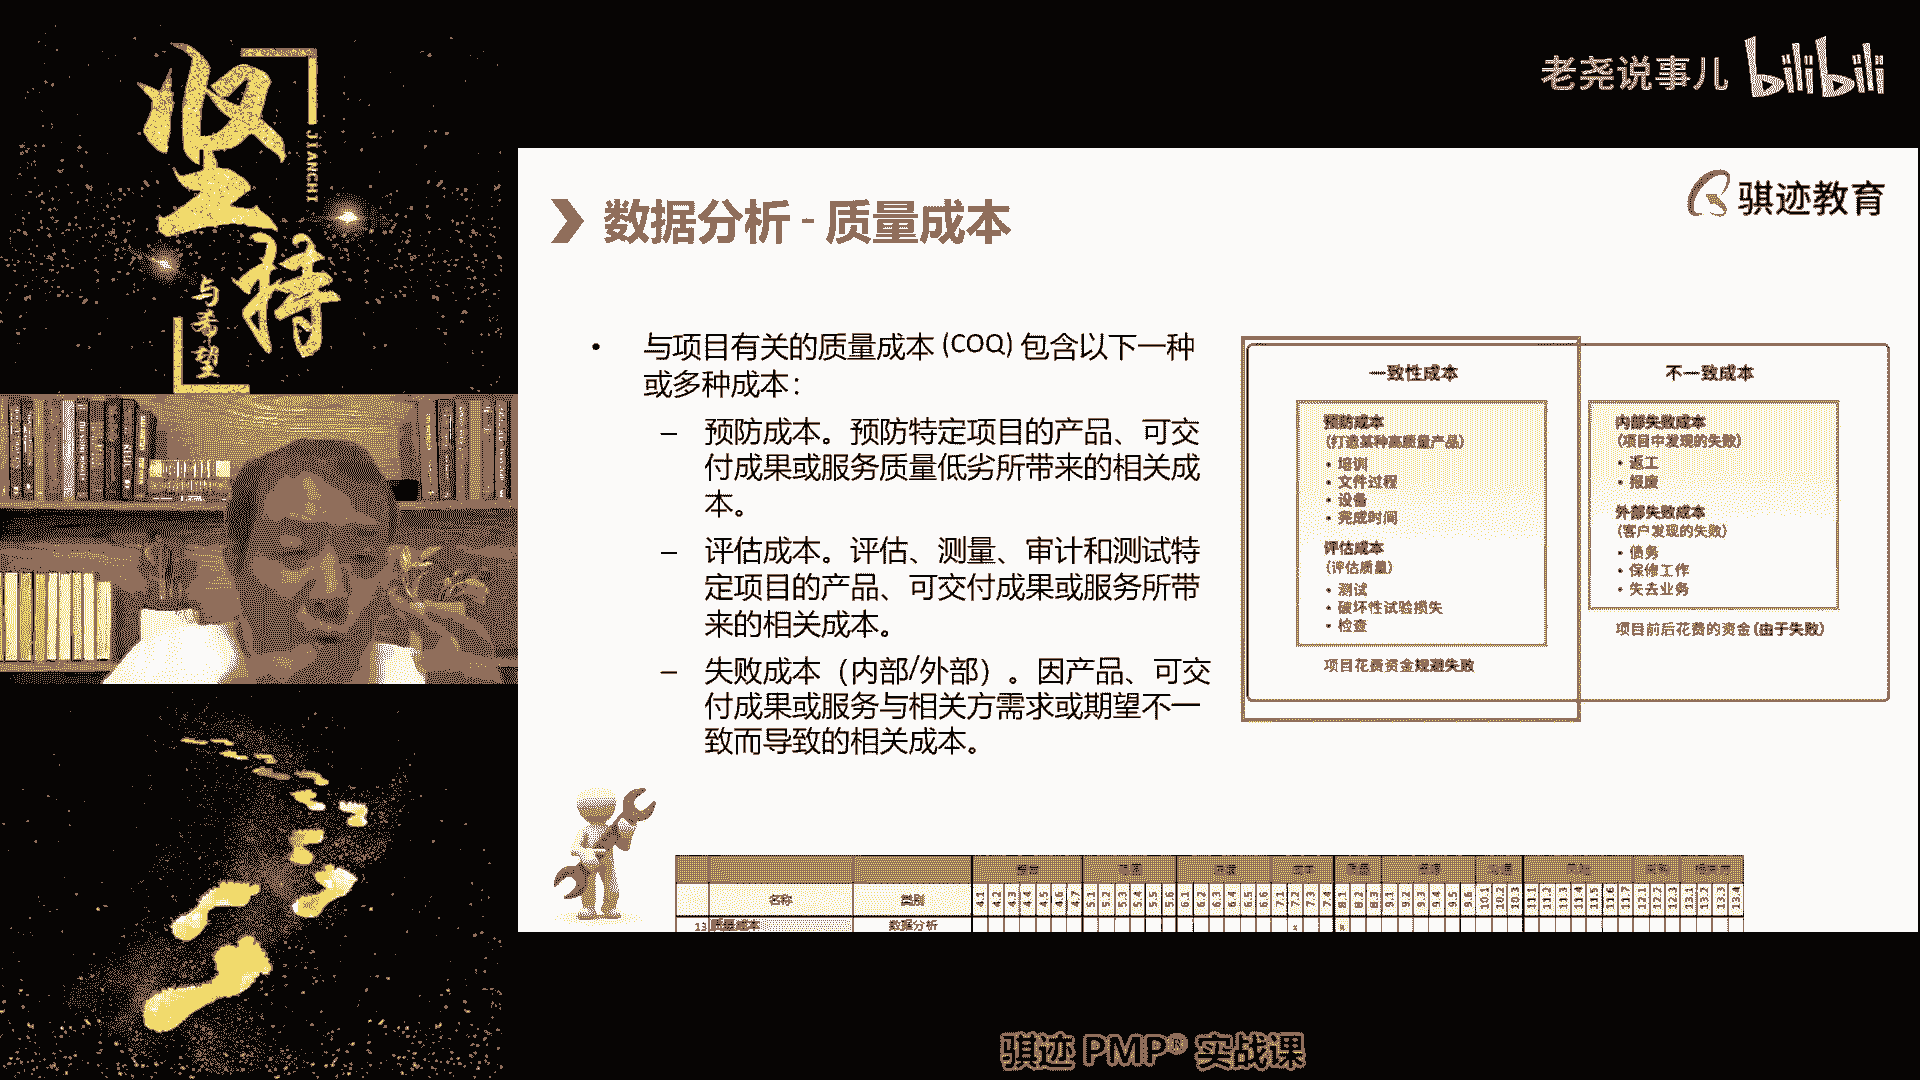 坚持
JIANCHI
与希望
老尧说事儿 bilibili
骐迹教育
数据分析 - 质量成本
• 与项目有关的质量成本 (COQ) 包含以下一种
或多种成本：
– 预防成本。预防特定项目的产品、可交
付成果或服务质量低劣所带来的相关成
本。
– 评估成本。评估、测量、审计和测试特
定项目的产品、可交付成果或服务所带
来的相关成本。
– 失败成本（内部/外部）。因产品、可交
付成果或服务与相关方需求或期望不一
致而导致的相关成本。
一致性成本
预防成本
(打造某种高质量产品)
• 培训
• 文件过程
• 设备
• 完成时间
评估成本
(评估质量)
• 测试
• 破坏性试验损失
• 检查
项目花费资金规避失败
不一致成本
内部失败成本
(项目中发现的失败)
• 返工
• 报废
外部失败成本
(客户发现的失败)
• 债务
• 保修工作
• 失去业务
项目前后花费的资金(由于失败)
名称 类别 4.1 4.2 4.3 4.4 4.5 4.6 4.7 5.1 5.2 5.3 5.4 5.5 5.6 6.1 6.2 6.3 6.4 6.5 6.6 7.1 7.2 7.3 7.4 8.1 8.2 8.3 9.1 9.2 9.3 9.4 9.5 9.6 10.1 10.2 10.3 11.1 11.2 11.3 11.4 11.5 11.6 11.7 12.1 12.2 12.3 13.1 13.2 13.3 13.4
13 质量成本 数据分析 x x
骐迹 PMP® 实战课